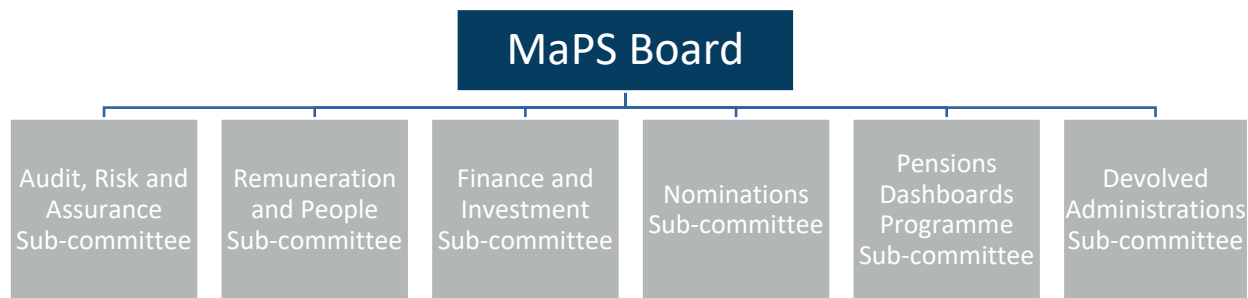 MaPS Board
Audit, Risk and
Assurance
Sub-committee
Remuneration
and People
Sub-committee
Finance and
Investment
Sub-committee
Nominations
Sub-committee
Pensions
Dashboards
Programme
Sub-committee
Devolved
Administrations
Sub-committee